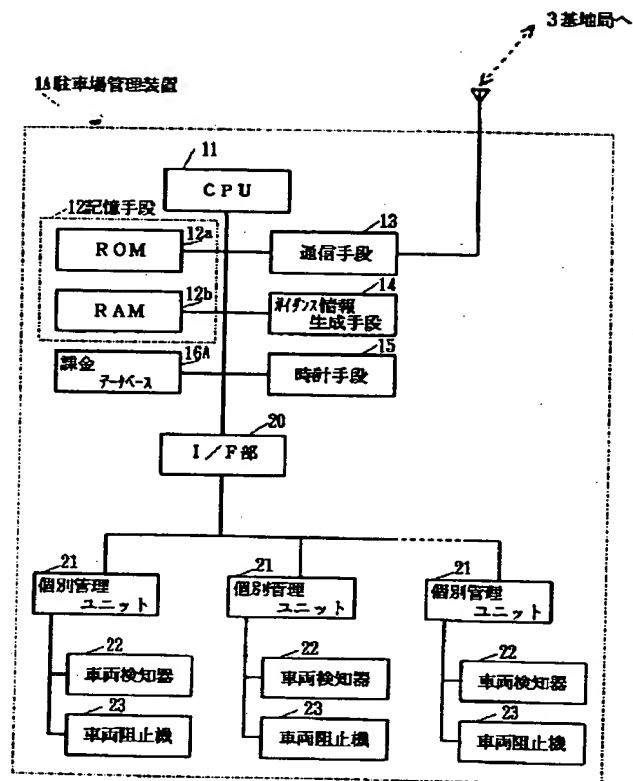 3基地局へ
1A駐車場管理装置
11
CPU
12記憶手段
12a
ROM
13
通信手段
12b
RAM
14
ガイダンス情報
生成手段
16A
課金
データベース
15
時計手段
20
I/F部
21
個別管理
ユニット
21
個別管理
ユニット
21
個別管理
ユニット
22
車両検知器
22
車両検知器
22
車両検知器
23
車両阻止機
23
車両阻止機
23
車両阻止機